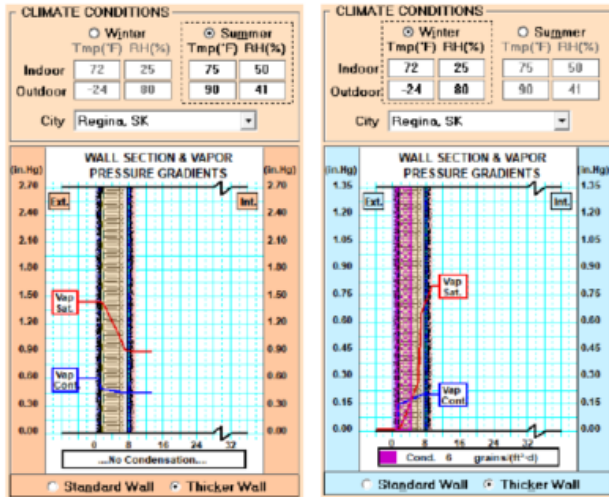 CLIMATE CONDITIONS
Winter Summer
Tmp(°F) RH(%) Tmp(°F) RH(%)
Indoor 72 25 75 50
Outdoor -24 80 90 41
City Regina, SK
(in.Hg) WALL SECTION & VAPOR PRESSURE GRADIENTS (in.Hg)
2.70 2.70
Ext. Int.
2.40 2.40
2.10 2.10
1.80 1.80
1.50 1.50
Vap Sat.
1.20 1.20
0.90 0.90
0.60 0.60
Vap Cont.
0.30 0.30
0.00 0.00
0 8 16 24 32
....No Condensation....
Standard Wall Thicker Wall
CLIMATE CONDITIONS
Winter Summer
Tmp(°F) RH(%) Tmp(°F) RH(%)
Indoor 72 25 75 50
Outdoor -24 80 90 41
City Regina, SK
(in.Hg) WALL SECTION & VAPOR PRESSURE GRADIENTS (in.Hg)
1.35 1.35
Ext. Int.
1.20 1.20
1.05 1.05
0.90 0.90
0.75 0.75
Vap Sat.
0.60 0.60
0.45 0.45
0.30 0.30
0.15 0.15
Vap Cont.
0.00 0.00
0 8 16 24 32
Cond. 6 grains/(ft²·d)
Standard Wall Thicker Wall